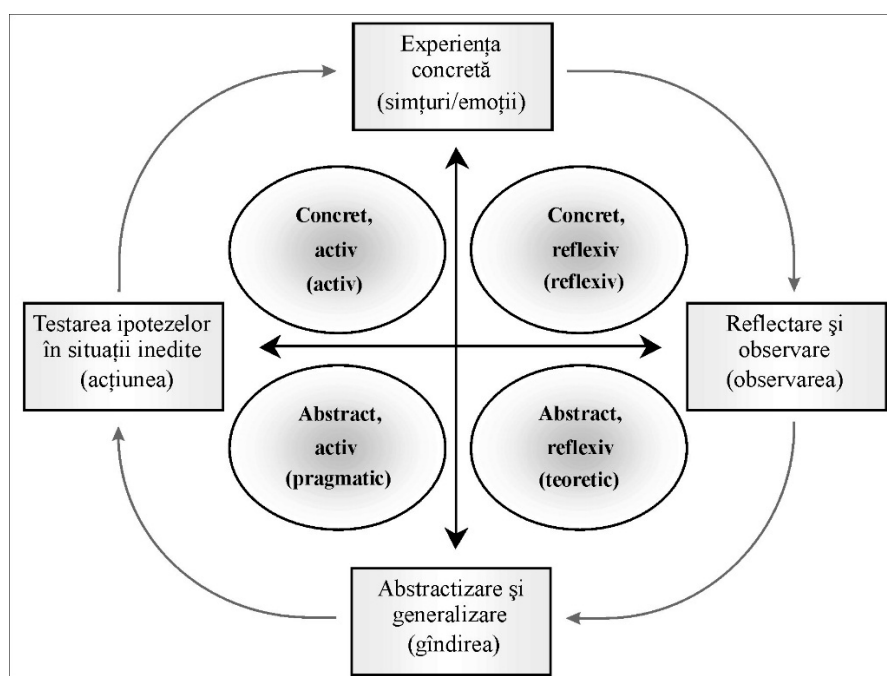 Experiența
concretă
(simțuri/emoții)
Concret,
activ
(activ)
Concret,
reflexiv
(reflexiv)
Testarea ipotezelor
în situații inedite
(acțiunea)
Reflectare şi
observare
(observarea)
Abstract,
activ
(pragmatic)
Abstract,
reflexiv
(teoretic)
Abstractizare şi
generalizare
(gîndirea)